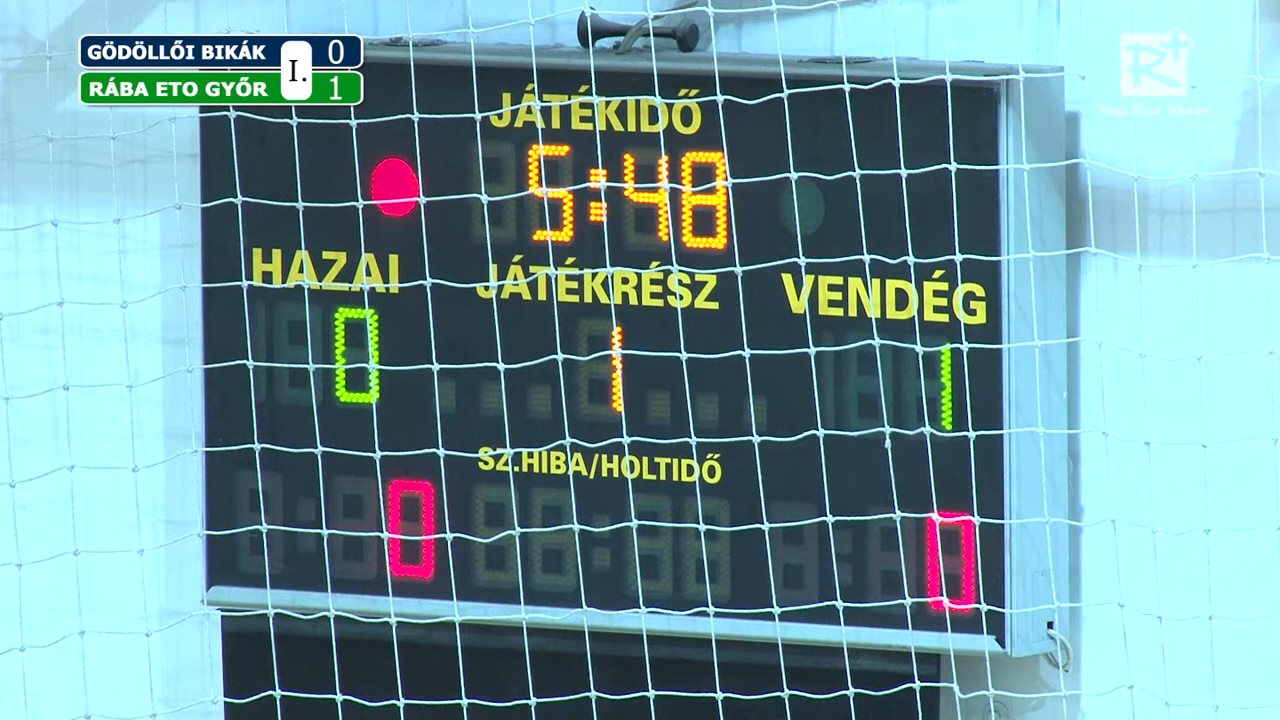 GÖDÖLLŐI BIKÁK 0
I.
RÁBA ETO GYŐR 1
R+
JÁTÉKIDŐ
5:48
HAZAI JÁTÉKRÉSZ VENDÉG
0 1 1
SZ.HIBA/HOLTIDŐ
0 0